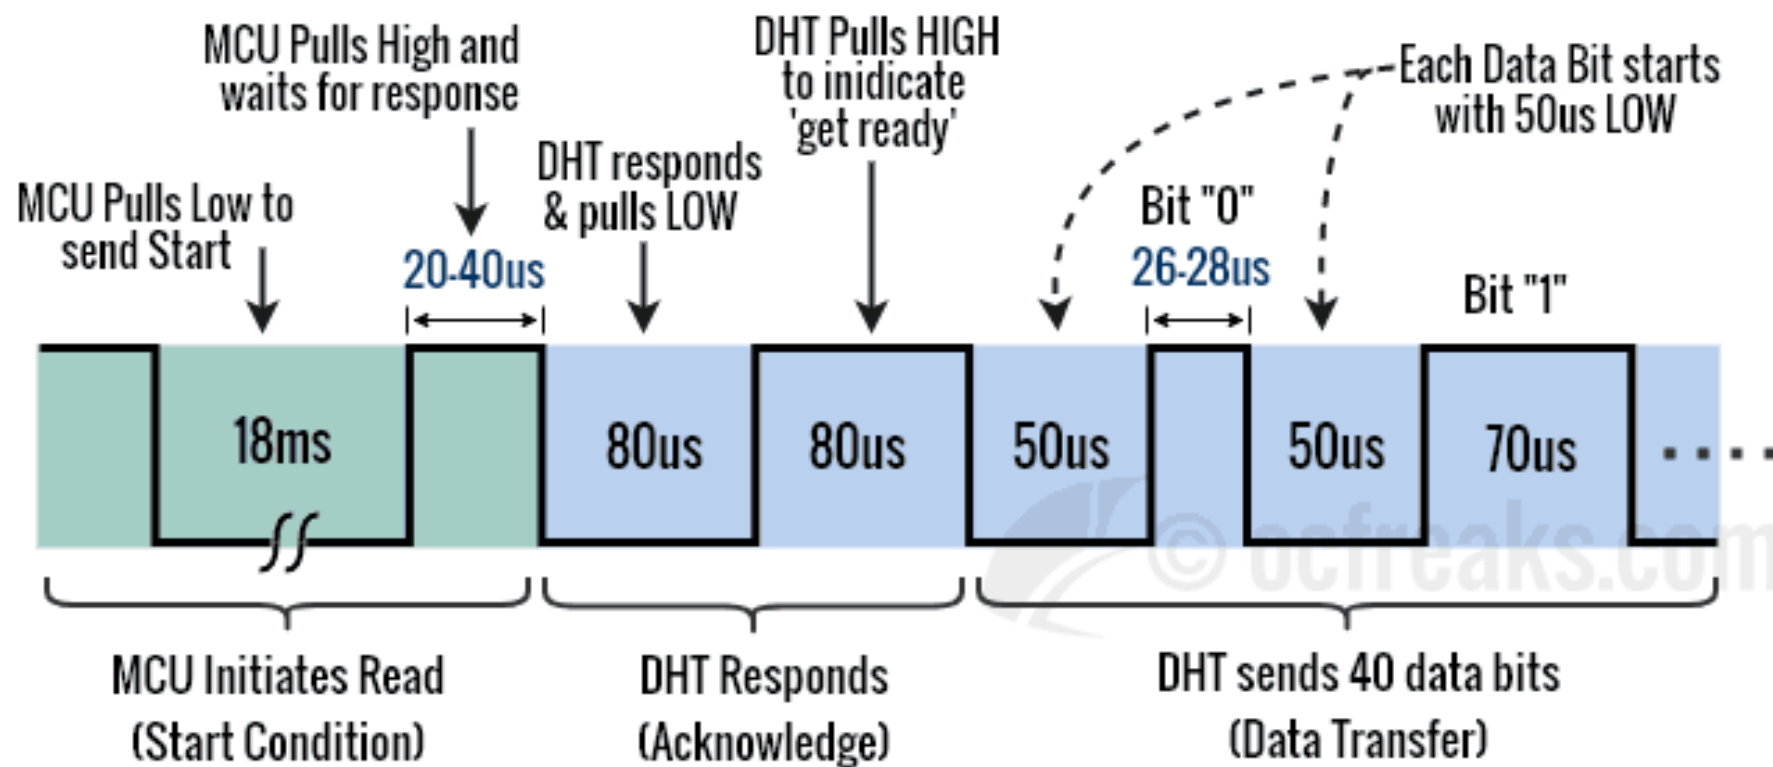 MCU Pulls Low to
send Start
MCU Pulls High and
waits for response
20-40us
DHT responds
& pulls LOW
DHT Pulls HIGH
to inidicate
'get ready'
Each Data Bit starts
with 50us LOW
Bit "0"
26-28us
Bit "1"
18ms
80us
80us
50us
50us
70us
© ocfreaks.com
MCU Initiates Read
(Start Condition)
DHT Responds
(Acknowledge)
DHT sends 40 data bits
(Data Transfer)